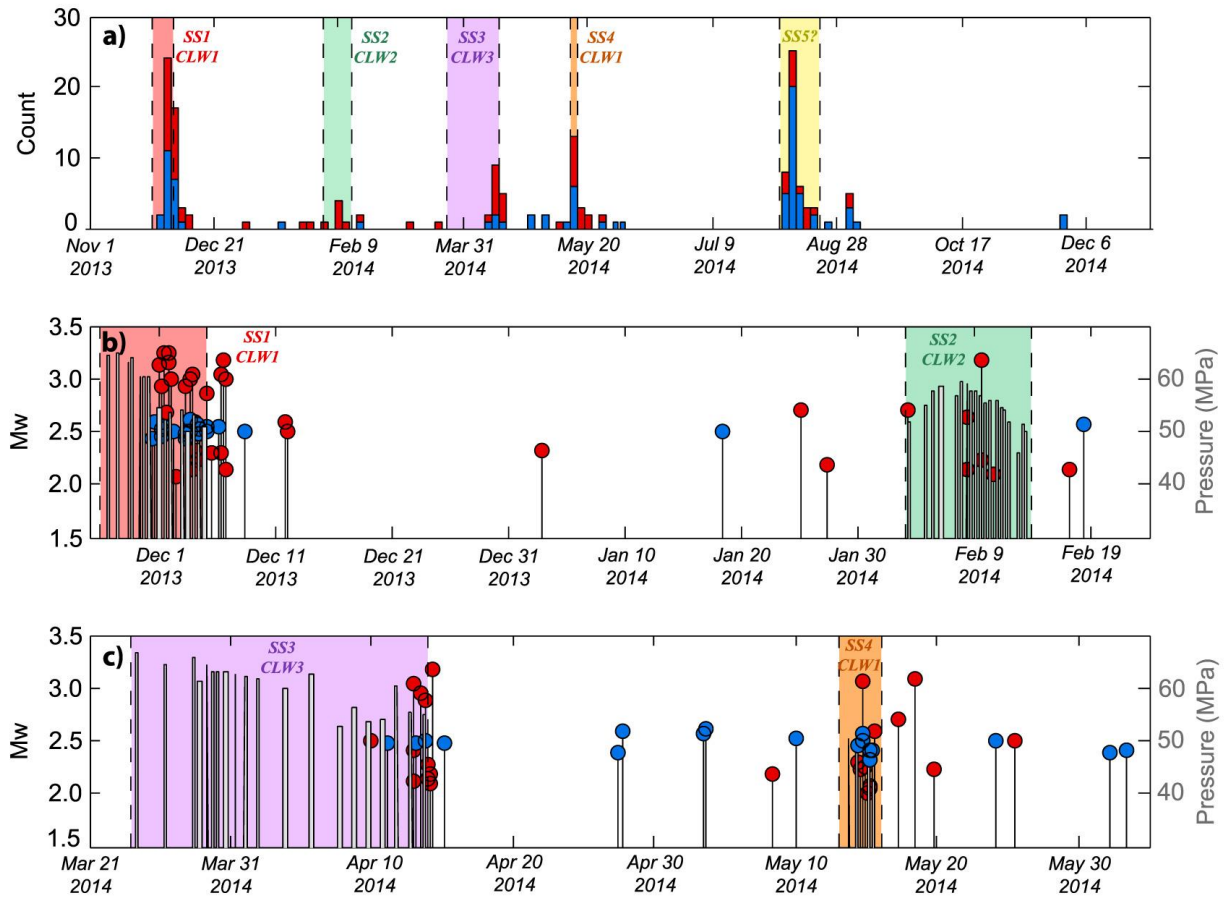 a)
30
20
10
0
Count
SS1
CLW1
SS2
CLW2
SS3
CLW3
SS4
CLW1
SS5?
Nov 1
2013
Dec 21
2013
Feb 9
2014
Mar 31
2014
May 20
2014
Jul 9
2014
Aug 28
2014
Oct 17
2014
Dec 6
2014
b)
3.5
3.0
2.5
2.0
1.5
Mw
SS1
CLW1
SS2
CLW2
60
50
40
Pressure (MPa)
Dec 1
2013
Dec 11
2013
Dec 21
2013
Dec 31
2013
Jan 10
2014
Jan 20
2014
Jan 30
2014
Feb 9
2014
Feb 19
2014
c)
3.5
3.0
2.5
2.0
1.5
Mw
SS3
CLW3
SS4
CLW1
60
50
40
Pressure (MPa)
Mar 21
2014
Mar 31
2014
Apr 10
2014
Apr 20
2014
Apr 30
2014
May 10
2014
May 20
2014
May 30
2014